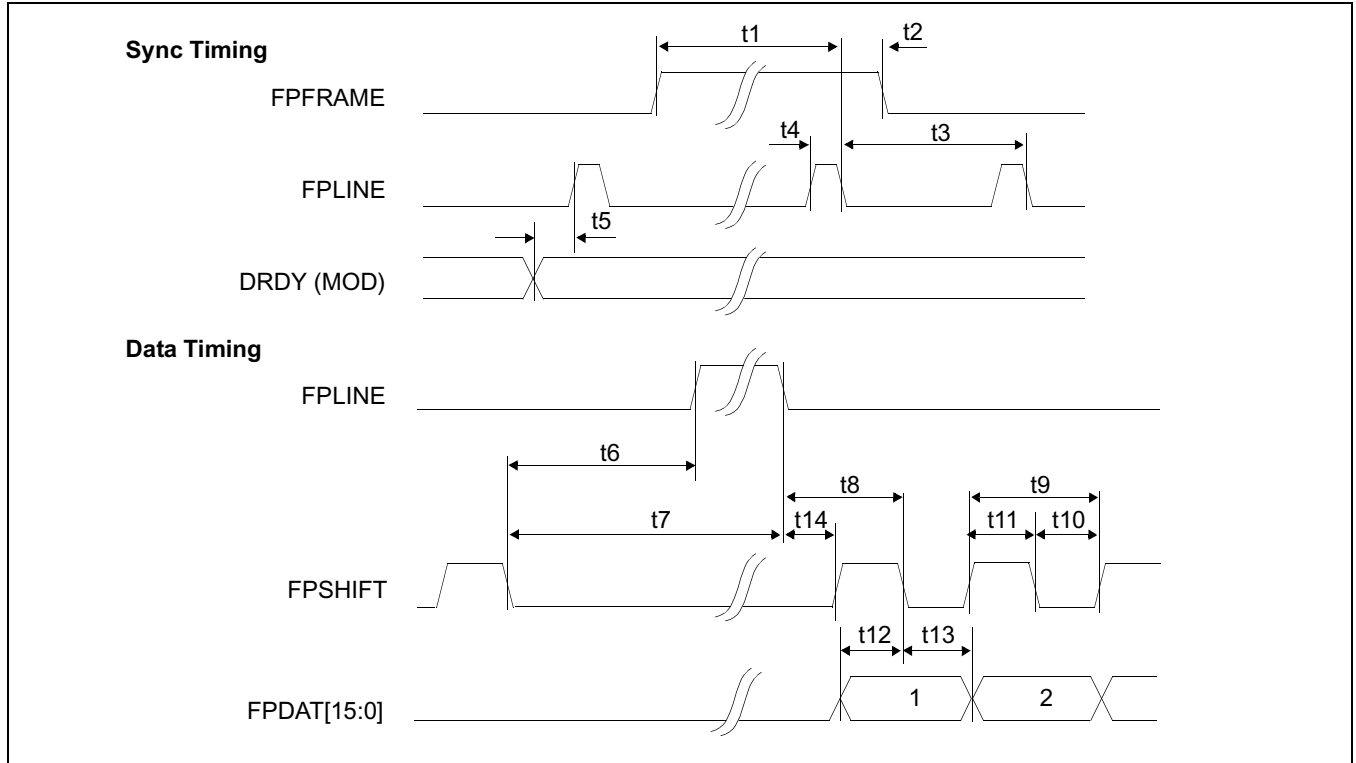 Sync Timing
t1
t2
FPFRAME
t4
t3
FPLINE
t5
DRDY (MOD)
Data Timing
FPLINE
t6
t8
t9
t7
t14
t11
t10
FPSHIFT
t12
t13
FPDAT[15:0]
1
2